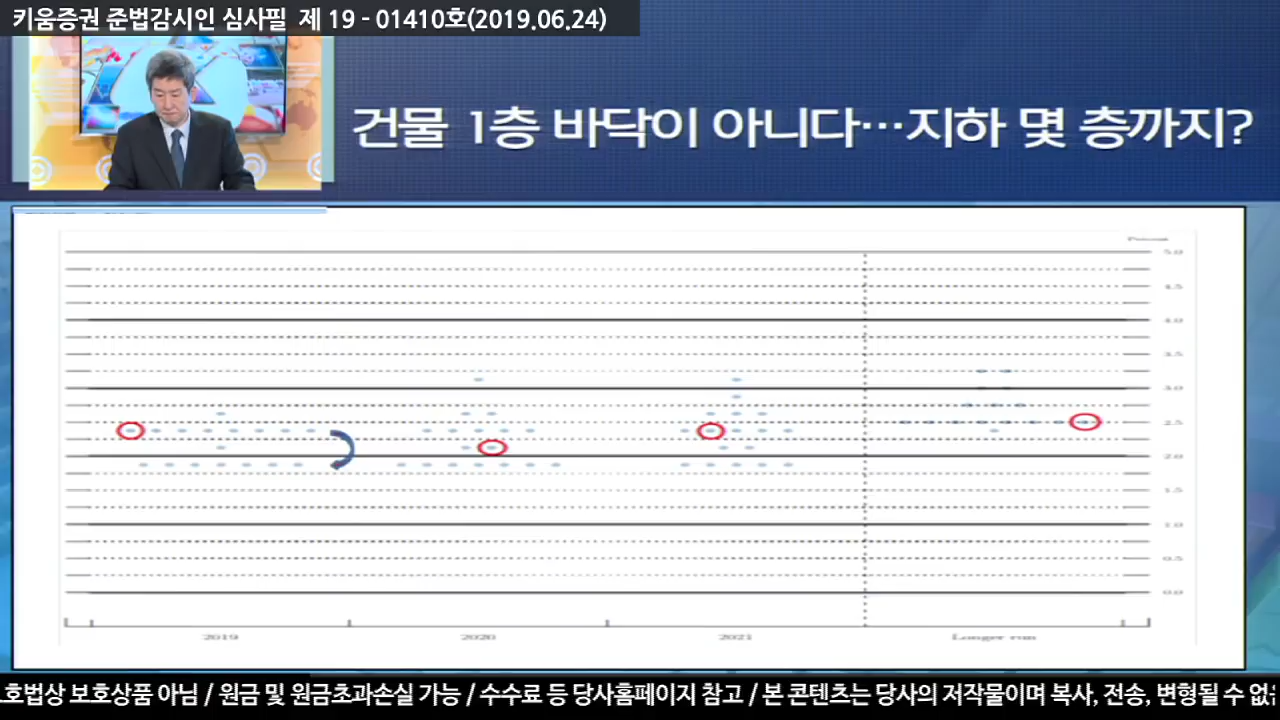 키움증권 준법감시인 심사필 제 19 - 01410호(2019.06.24)
건물 1층 바닥이 아니다…지하 몇 층까지?
Percent
5.0
4.5
4.0
3.5
3.0
2.5
2.0
1.5
1.0
0.5
0.0
2019 2020 2021 Longer run
호법상 보호상품 아님 / 원금 및 원금초과손실 가능 / 수수료 등 당사홈페이지 참고 / 본 콘텐츠는 당사의 저작물이며 복사, 전송, 변형될 수 없